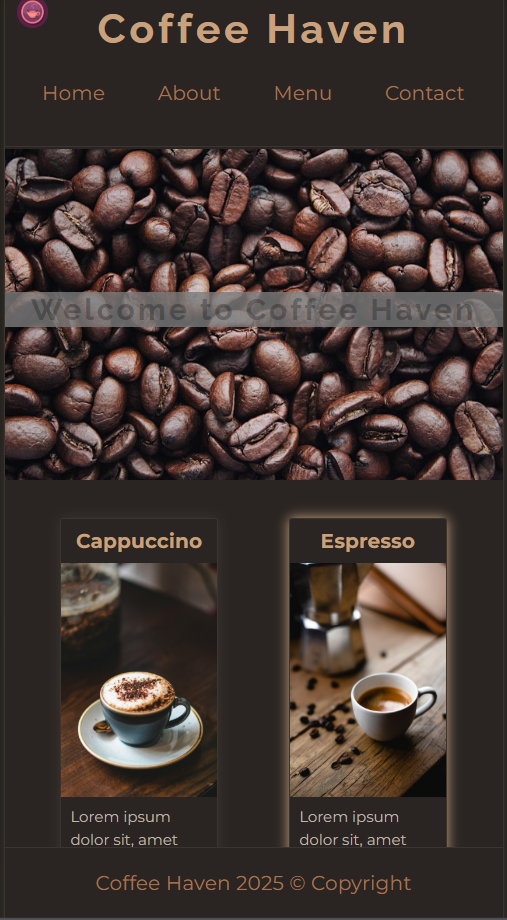 Coffee Haven
Home About Menu Contact
Welcome to Coffee Haven
Cappuccino
Espresso
Lorem ipsum
dolor sit, amet
Lorem ipsum
dolor sit, amet
Coffee Haven 2025 © Copyright